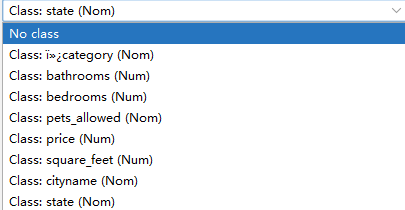 Class: state (Nom)
No class
Class: ï»¿category (Nom)
Class: bathrooms (Num)
Class: bedrooms (Num)
Class: pets_allowed (Nom)
Class: price (Num)
Class: square_feet (Num)
Class: cityname (Nom)
Class: state (Nom)